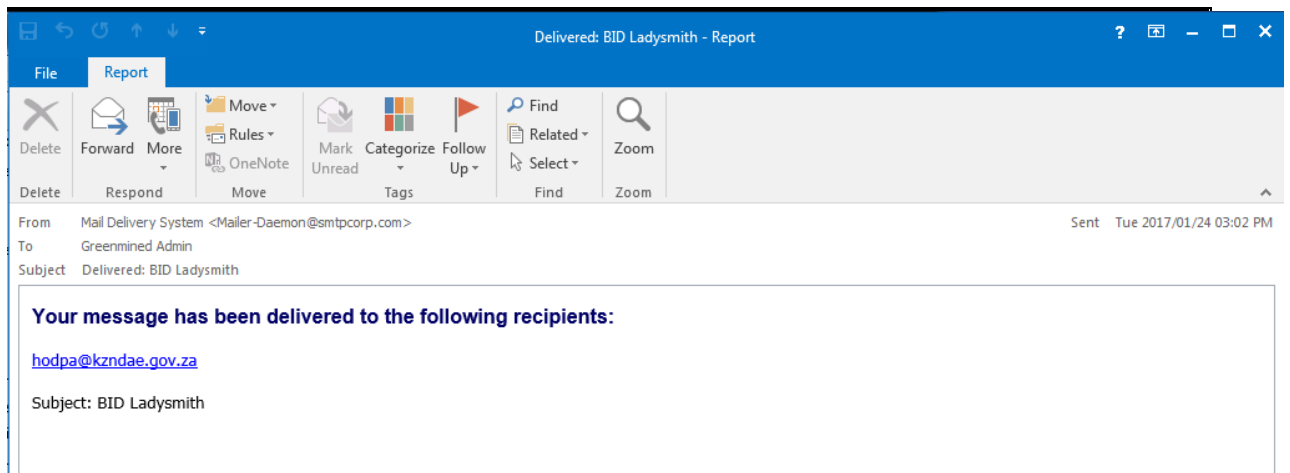 Delivered: BID Ladysmith - Report
?
File Report
Delete Forward More Move Rules OneNote Mark Unread Categorize Follow Up Find Related Select Zoom
Delete Respond Move Tags Find Zoom
From Mail Delivery System <Mailer-Daemon@smtpcorp.com> Sent Tue 2017/01/24 03:02 PM
To Greenmined Admin
Subject Delivered: BID Ladysmith
Your message has been delivered to the following recipients:
hodpa@kzndae.gov.za
Subject: BID Ladysmith